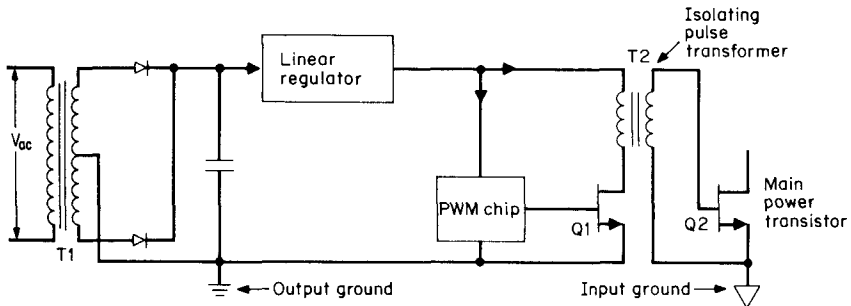 Isolating
pulse
transformer
T2
Linear
regulator
Vac
PWM chip
Q1
Q2
Main
power
transistor
T1
Output ground
Input ground